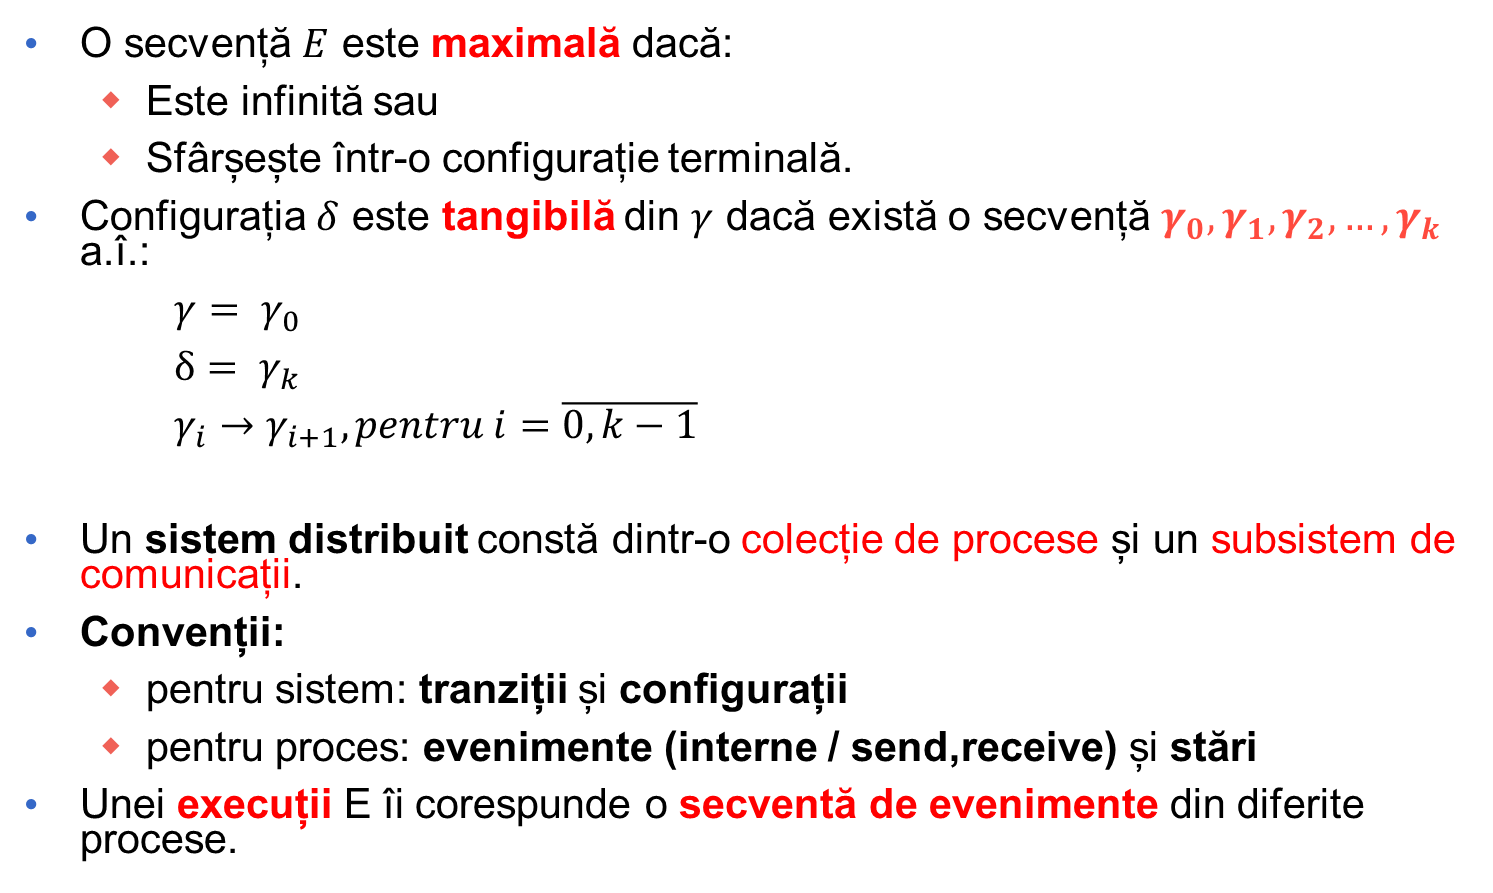 • O secvență 𝐸 este maximală dacă:
◆ Este infinită sau
◆ Sfârșește într-o configurație terminală.
• Configurația 𝛿 este tangibilă din 𝛾 dacă există o secvență 𝜸₀, 𝜸₁, 𝜸₂, … , 𝜸ₖ
a.î.:
𝛾 = 𝛾₀
δ = 𝛾ₖ
𝛾ᵢ → 𝛾ᵢ₊₁, pentru i = \overline{0, k − 1}
• Un sistem distribuit constă dintr-o colecție de procese și un subsistem de
comunicații.
• Convenții:
◆ pentru sistem: tranziții și configurații
◆ pentru proces: evenimente (interne / send,receive) și stări
• Unei execuții E îi corespunde o secventă de evenimente din diferite
procese.